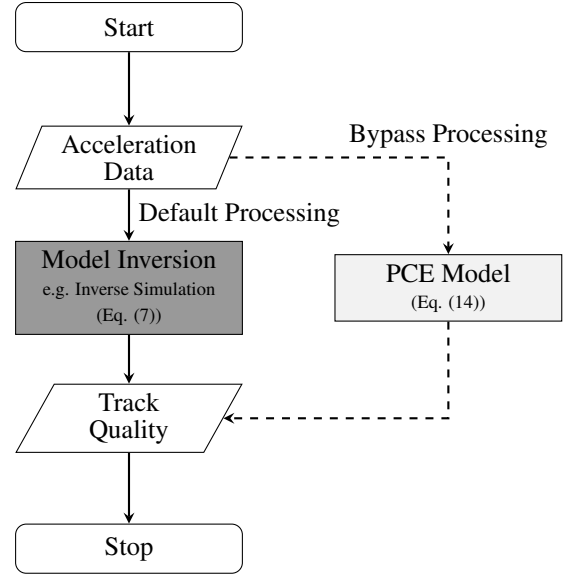 Start
Acceleration
Data
Bypass Processing
Default Processing
Model Inversion
e.g. Inverse Simulation
(Eq. (7))
PCE Model
(Eq. (14))
Track
Quality
Stop